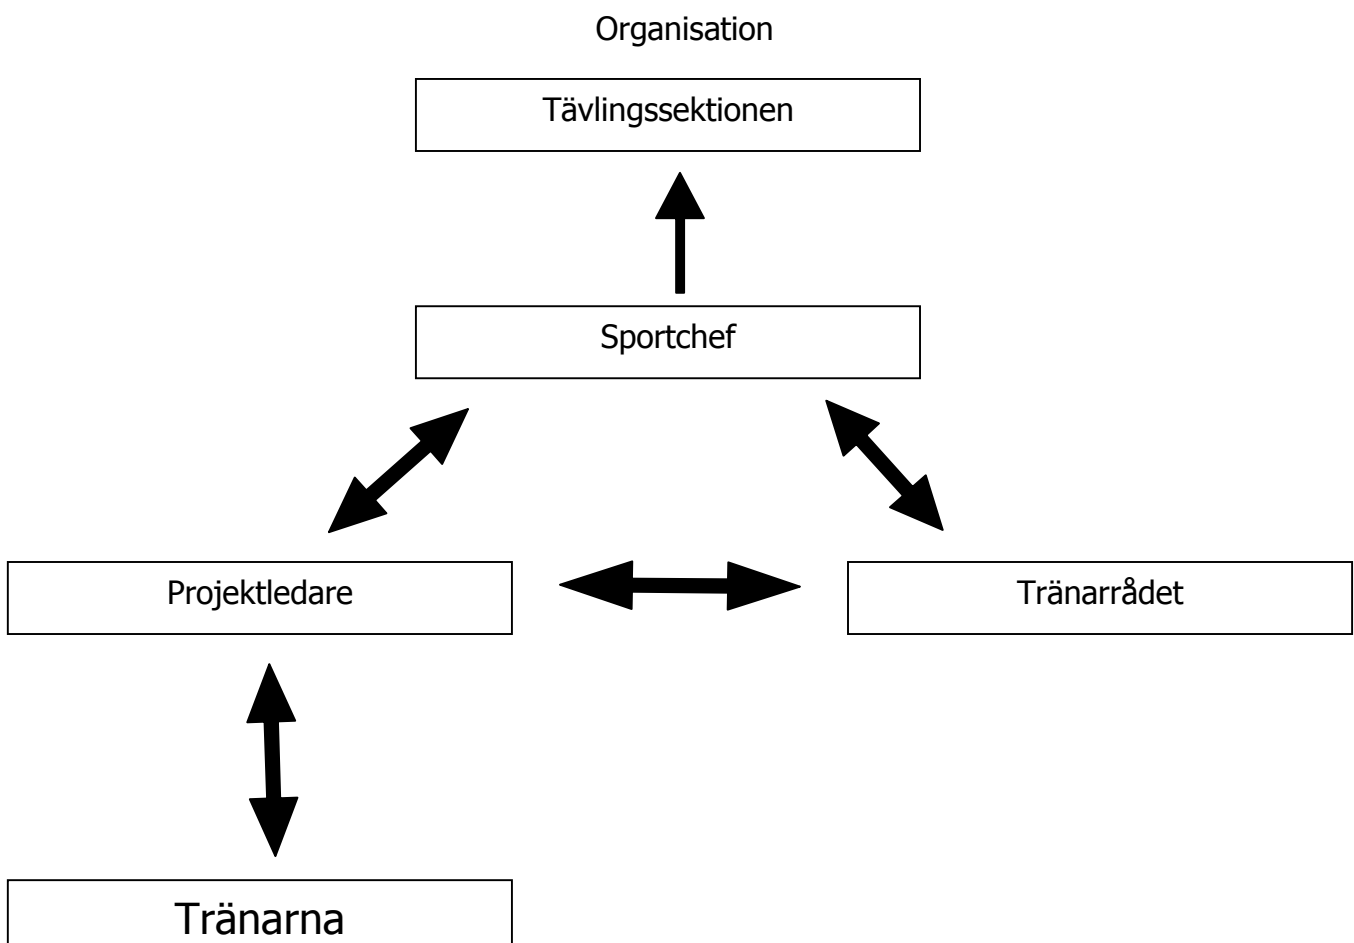 Organisation
Tävlingssektionen
Sportchef
Projektledare
Tränarrådet
Tränarna